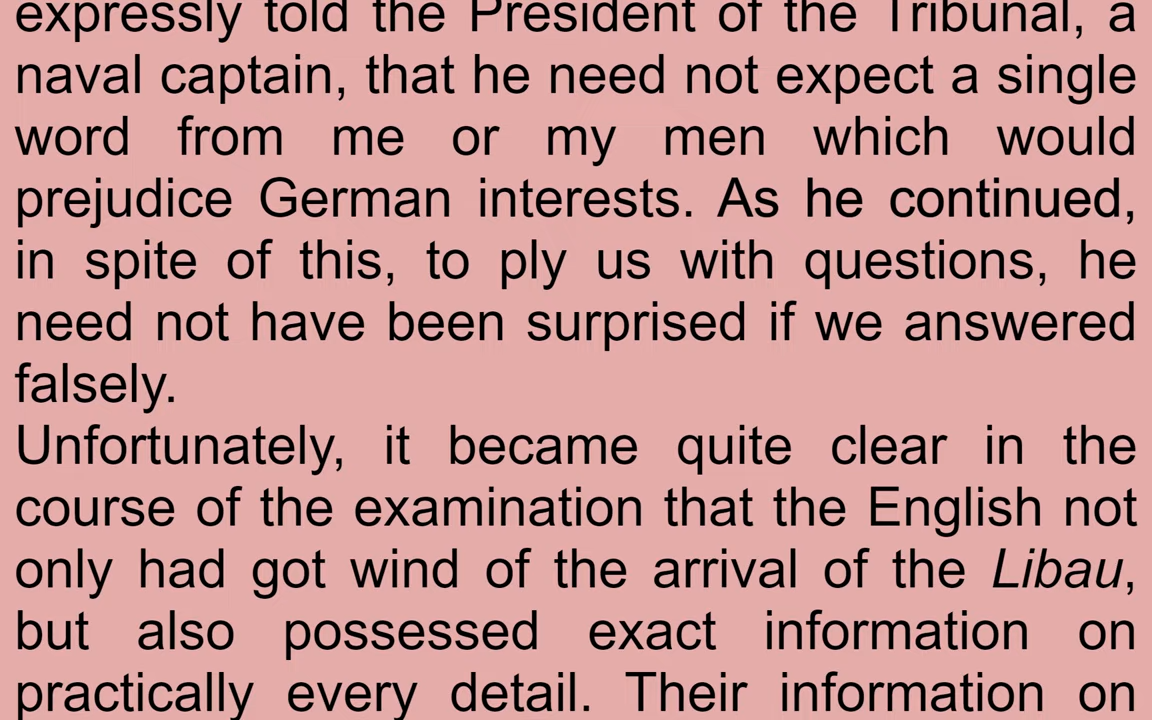 expressly told the President of the Tribunal, a
naval captain, that he need not expect a single
word from me or my men which would
prejudice German interests. As he continued,
in spite of this, to ply us with questions, he
need not have been surprised if we answered
falsely.
Unfortunately, it became quite clear in the
course of the examination that the English not
only had got wind of the arrival of the Libau,
but also possessed exact information on
practically every detail. Their information on